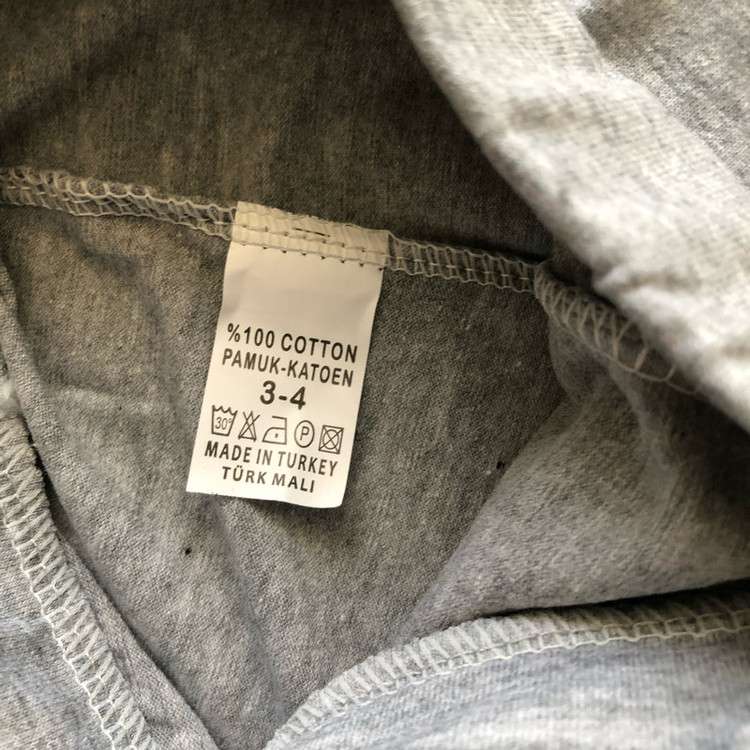 %100 COTTON
PAMUK-KATOEN
3-4
30° P
MADE IN TURKEY
TÜRK MALI